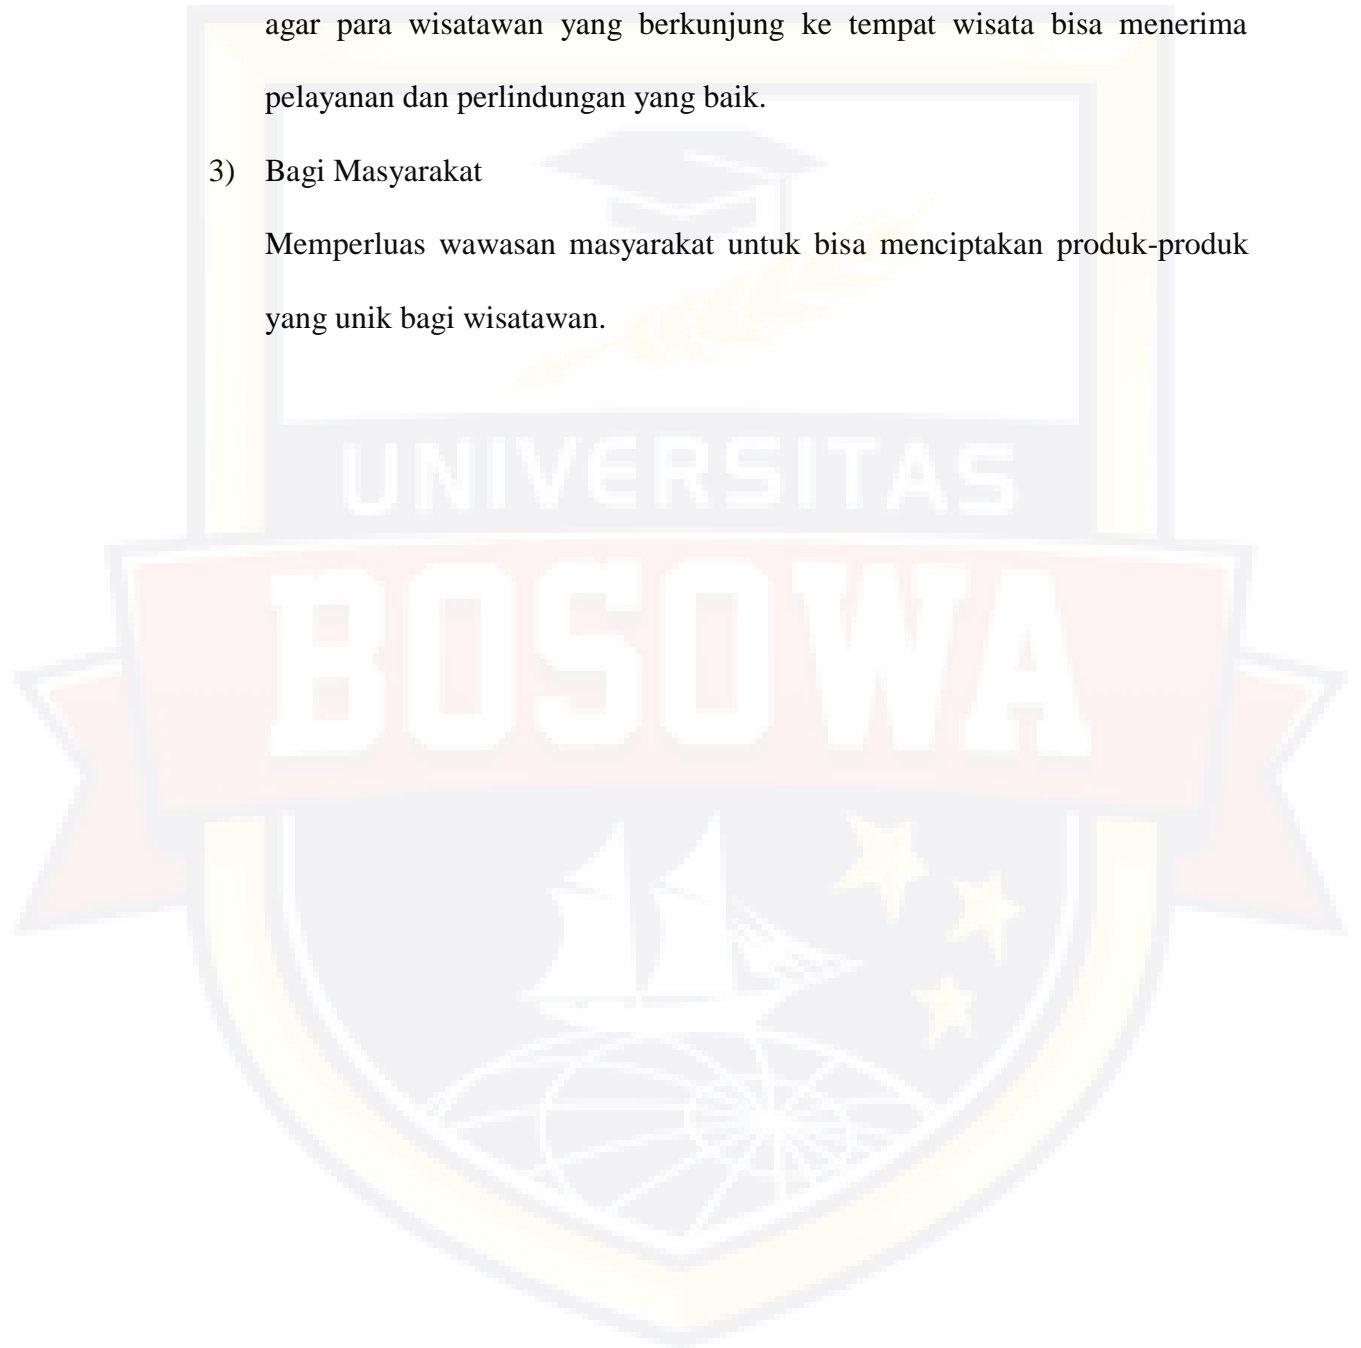 agar para wisatawan yang berkunjung ke tempat wisata bisa menerima
pelayanan dan perlindungan yang baik.
3) Bagi Masyarakat
Memperluas wawasan masyarakat untuk bisa menciptakan produk-produk
yang unik bagi wisatawan.
UNIVERSITAS
BOSOWA